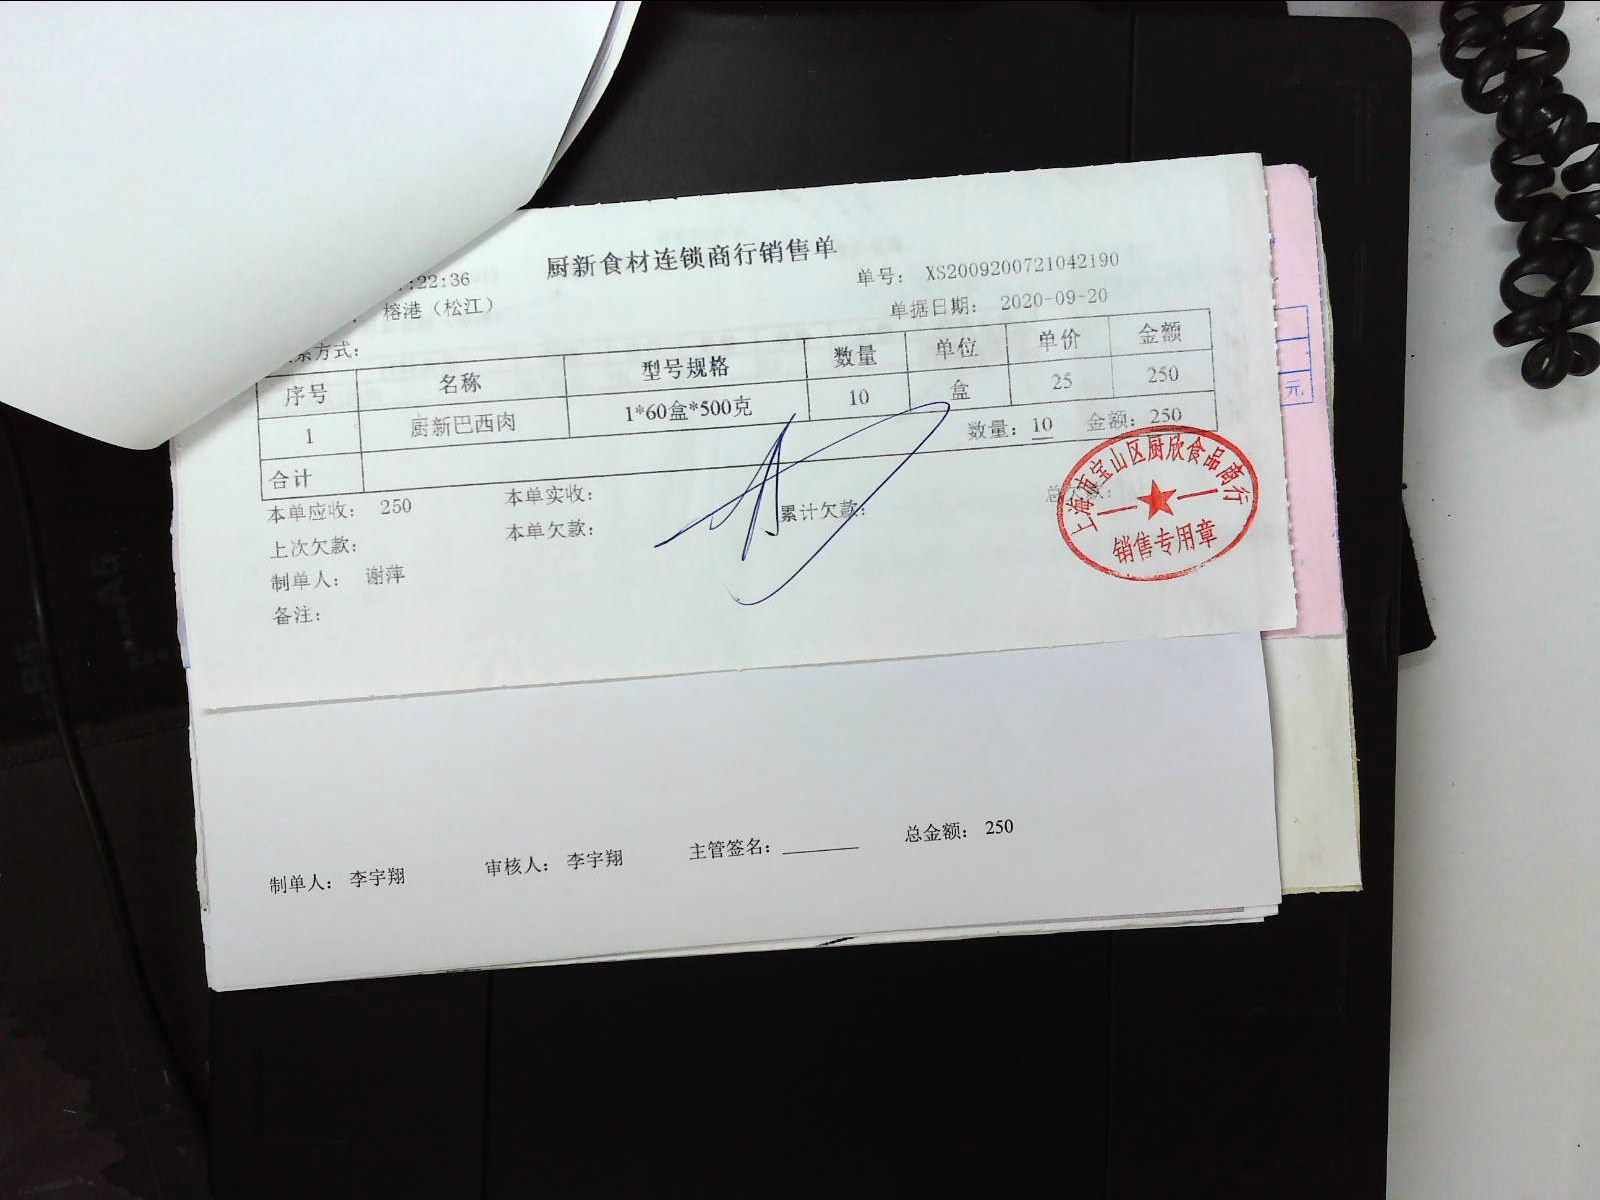 厨新食材连锁商行销售单
:22:36
单号： XS2009200721042190
榕港（松江）
单据日期： 2020-09-20
方式：
序号 名称 型号规格 数量 单位 单价 金额
1 厨新巴西肉 1*60盒*500克 10 盒 25 250
合计 数量：10 金额：250
本单应收： 250 本单实收： 累计欠款： 总
上次欠款： 本单欠款：
制单人： 谢萍
备注：
上海市宝山区厨欣食品商行
销售专用章
元
制单人： 李宇翔 审核人： 李宇翔 主管签名：________ 总金额： 250